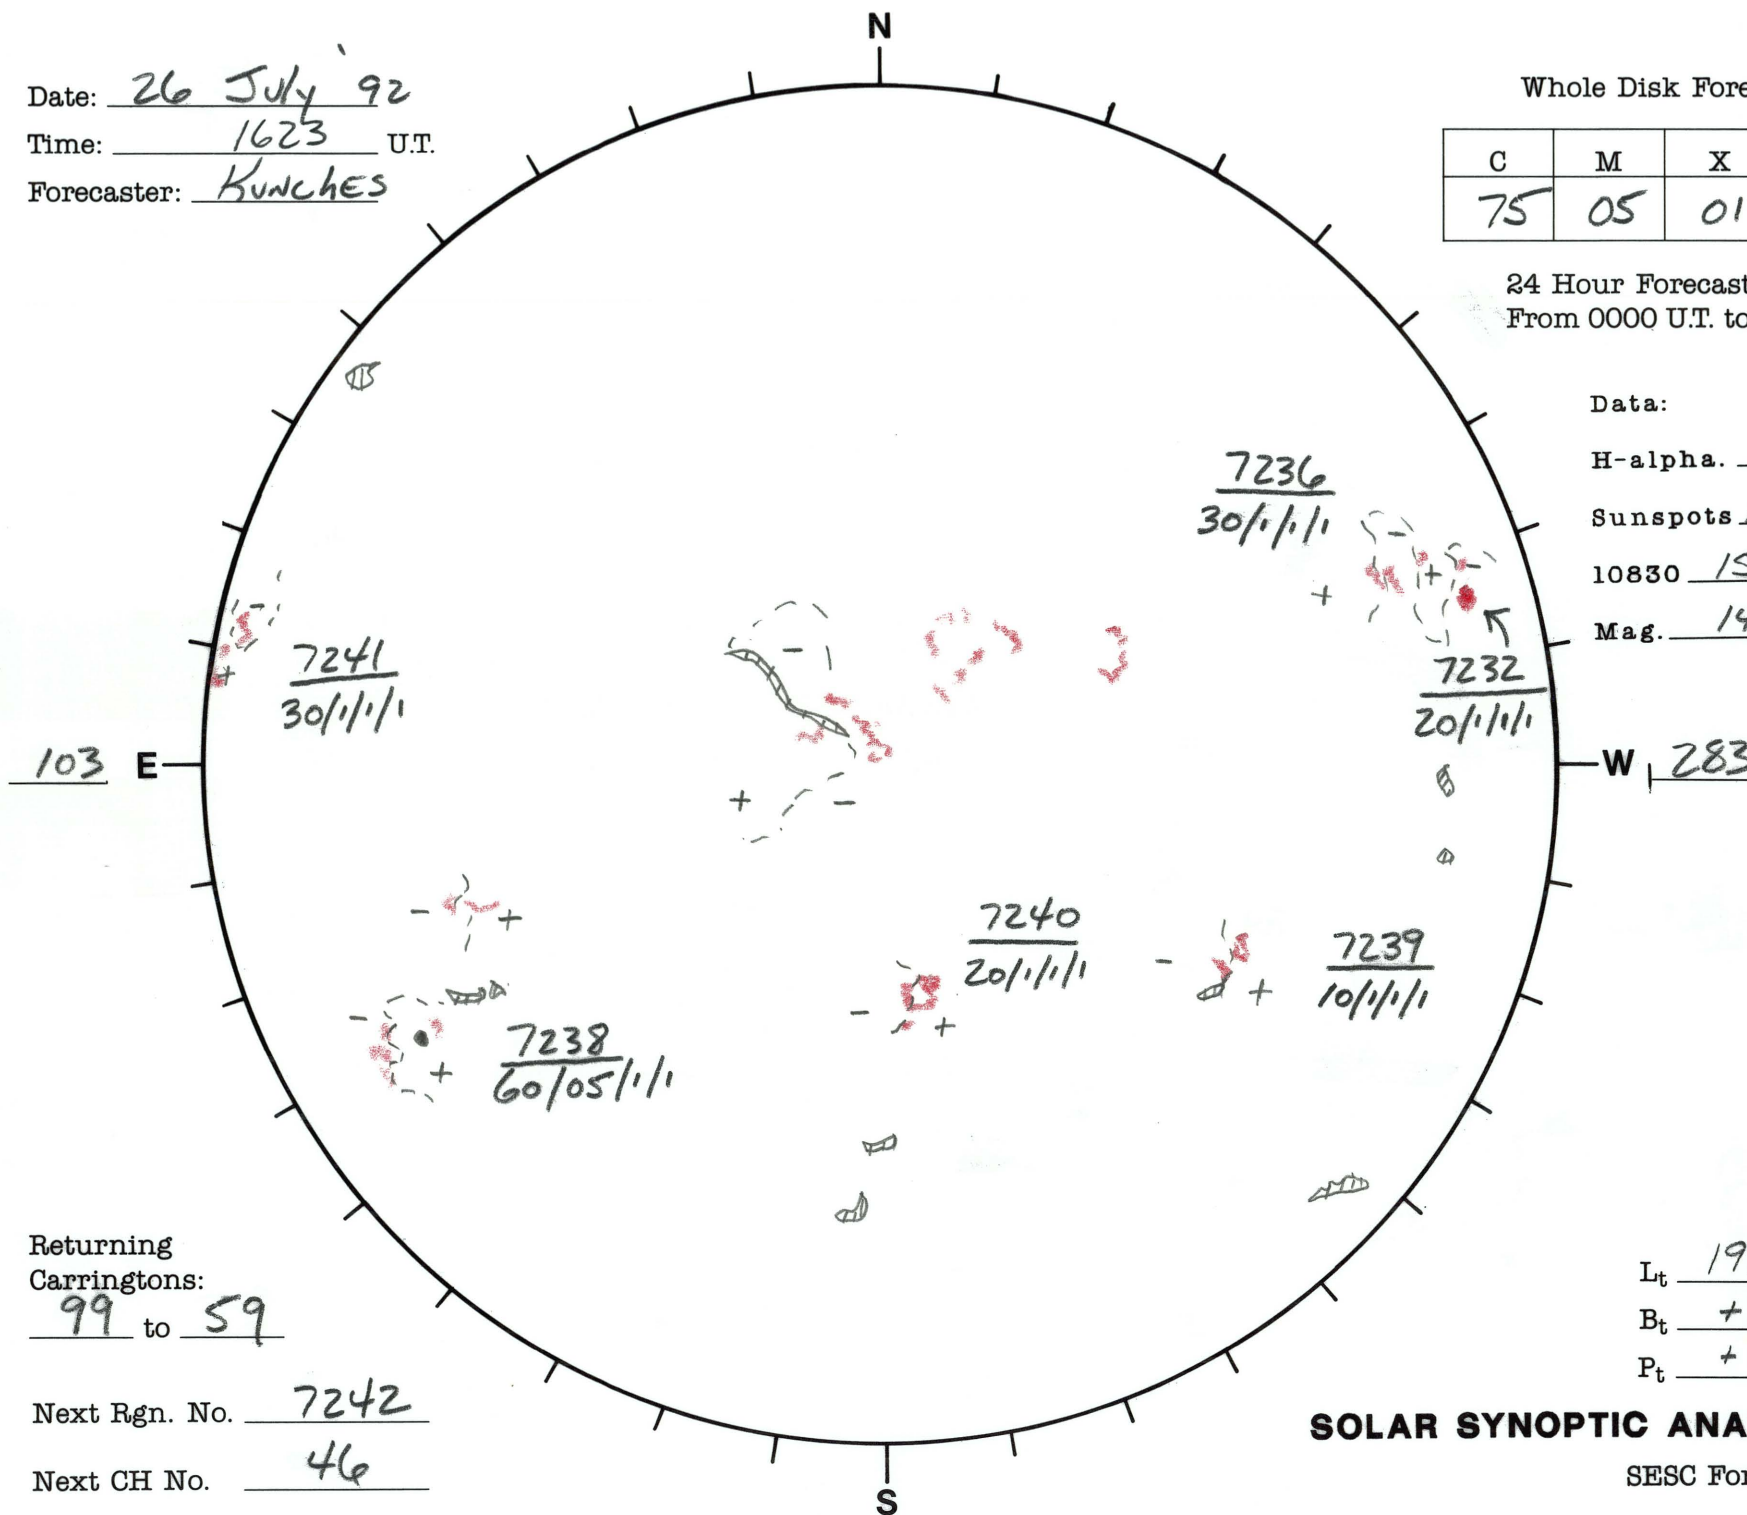 N
Date: 26 July '92
Time: 1623 U.T.
Forecaster: Kunches
Whole Disk Fore
C M X
75 05 01
24 Hour Forecast
From 0000 U.T. to
Data:
H-alpha.
Sunspots
10830 15
Mag. 14
7236
30/1/1/1
7232
20/1/1/1
7241
30/1/1/1
103 E
W 283
- +
+ -
7240
20/1/1/1
7239
10/1/1/1
7238
60/05/1/1
Returning
Carringtons:
99 to 59
Next Rgn. No. 7242
Next CH No. 46
Lt 19
Bt +
Pt +
SOLAR SYNOPTIC ANA
SESC For
S